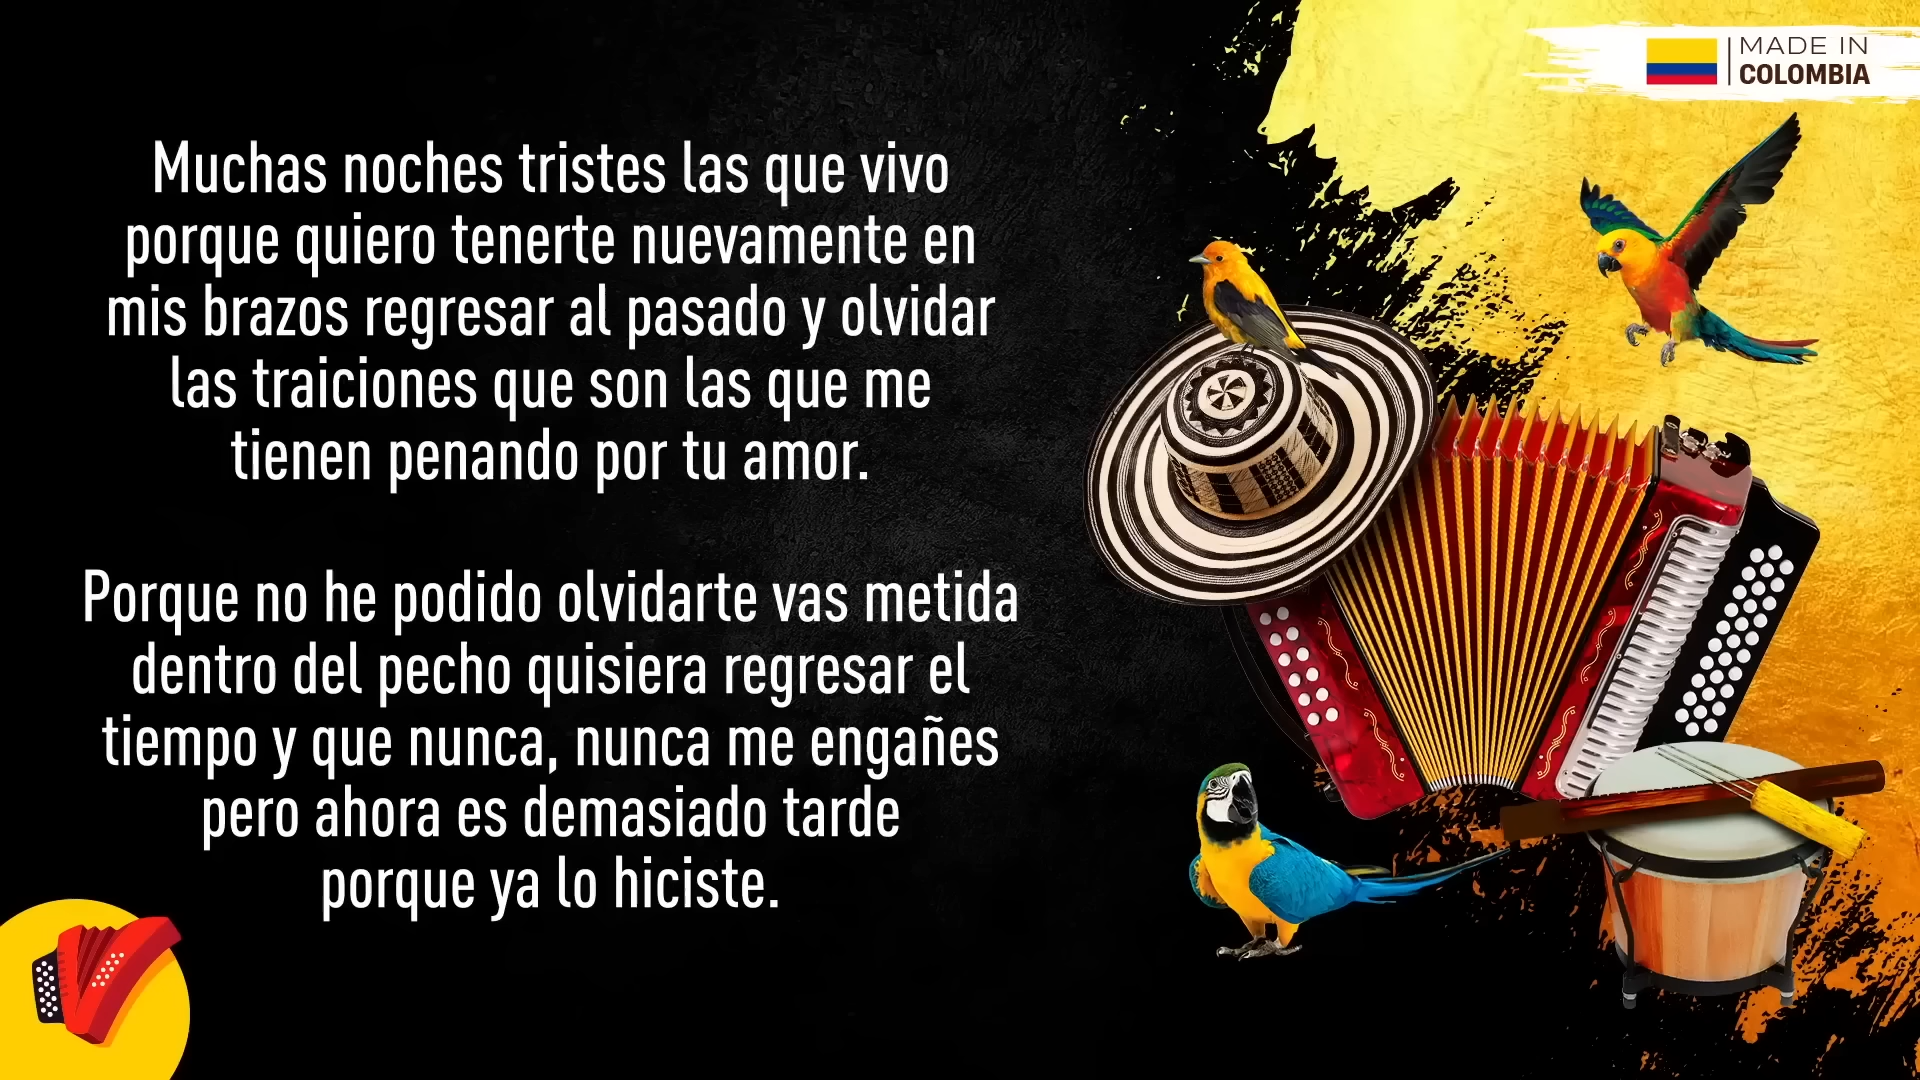 MADE IN
COLOMBIA
Muchas noches tristes las que vivo
porque quiero tenerte nuevamente en
mis brazos regresar al pasado y olvidar
las traiciones que son las que me
tienen penando por tu amor.
Porque no he podido olvidarte vas metida
dentro del pecho quisiera regresar el
tiempo y que nunca, nunca me engañes
pero ahora es demasiado tarde
porque ya lo hiciste.